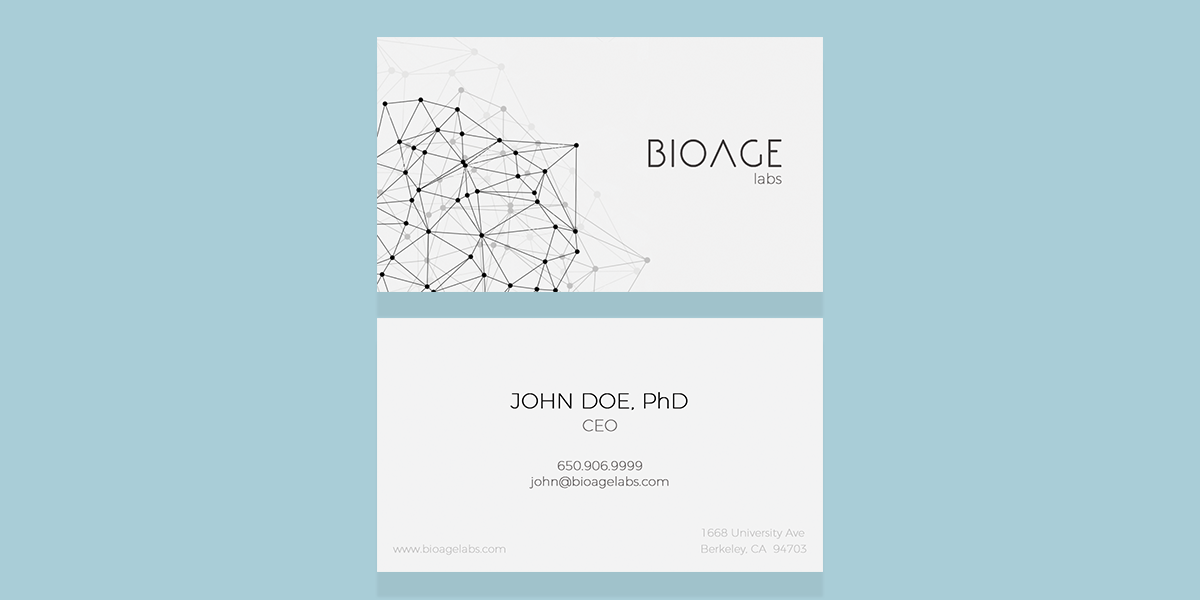 BIOAGE
labs
JOHN DOE, PhD
CEO
650.906.9999
john@bioagelabs.com
www.bioagelabs.com
1668 University Ave
Berkeley, CA 94703